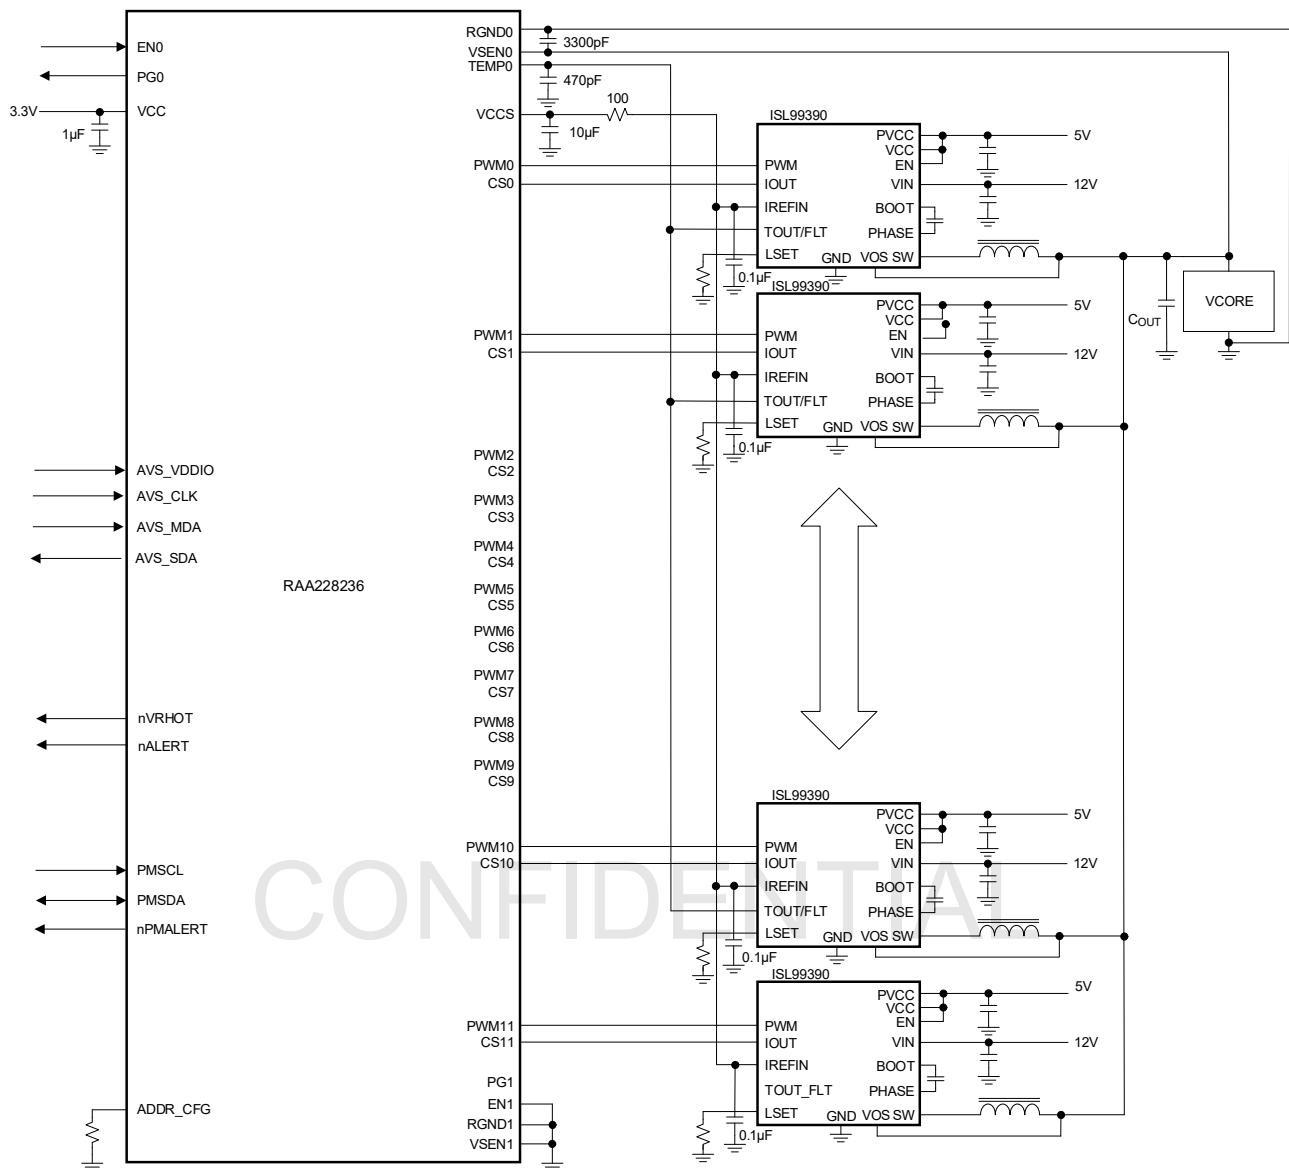 EN0
PG0
3.3V
VCC
1µF
AVS_VDDIO
AVS_CLK
AVS_MDA
AVS_SDA
nVRHOT
nALERT
PMSCL
PMSDA
nPMALERT
ADDR_CFG
RAA228236
RGND0
VSEN0
TEMP0
VCCS
PWM0
CS0
PWM1
CS1
PWM2
CS2
PWM3
CS3
PWM4
CS4
PWM5
CS5
PWM6
CS6
PWM7
CS7
PWM8
CS8
PWM9
CS9
PWM10
CS10
PWM11
CS11
PG1
EN1
RGND1
VSEN1
3300pF
470pF
100
10µF
ISL99390
PWM
IOUT
IREFIN
TOUT/FLT
LSET
GND
PVCC
VCC
EN
VIN
BOOT
PHASE
VOS SW
5V
12V
0.1µF
ISL99390
PWM
IOUT
IREFIN
TOUT/FLT
LSET
GND
PVCC
VCC
EN
VIN
BOOT
PHASE
VOS SW
5V
12V
0.1µF
COUT
VCORE
ISL99390
PWM
IOUT
IREFIN
TOUT/FLT
LSET
GND
PVCC
VCC
EN
VIN
BOOT
PHASE
VOS SW
5V
12V
0.1µF
ISL99390
PWM
IOUT
IREFIN
TOUT_FLT
LSET
GND
PVCC
VCC
EN
VIN
BOOT
PHASE
VOS SW
5V
12V
0.1µF
CONFIDENTIAL